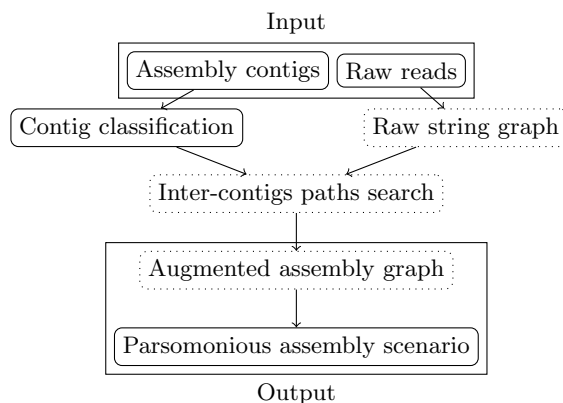 Input
Assembly contigs
Raw reads
Contig classification
Raw string graph
Inter-contigs paths search
Augmented assembly graph
Parsomonious assembly scenario
Output